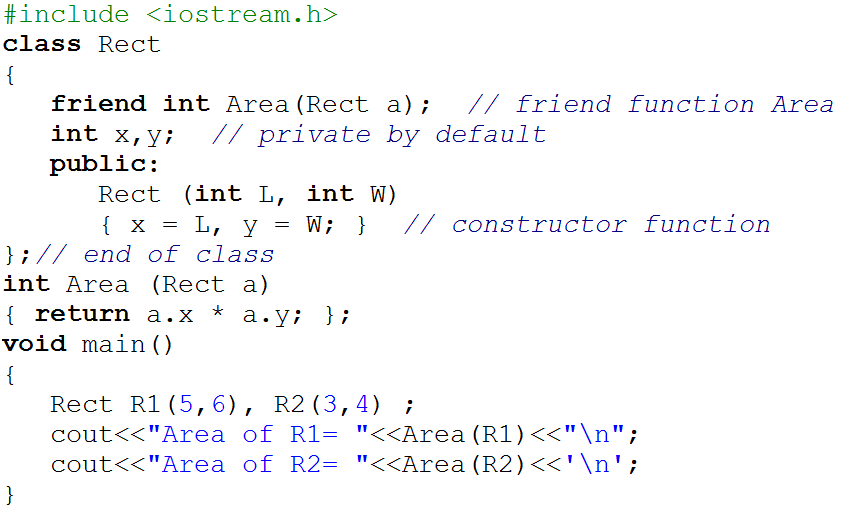 #include <iostream.h>
class Rect
{
   friend int Area(Rect a);  // friend function Area
   int x,y;  // private by default
   public:
      Rect (int L, int W)
      { x = L, y = W; }  // constructor function
};// end of class
int Area (Rect a)
{ return a.x * a.y; };
void main()
{
   Rect R1(5,6), R2(3,4) ;
   cout<<"Area of R1= "<<Area(R1)<<"\n";
   cout<<"Area of R2= "<<Area(R2)<<'\n';
}